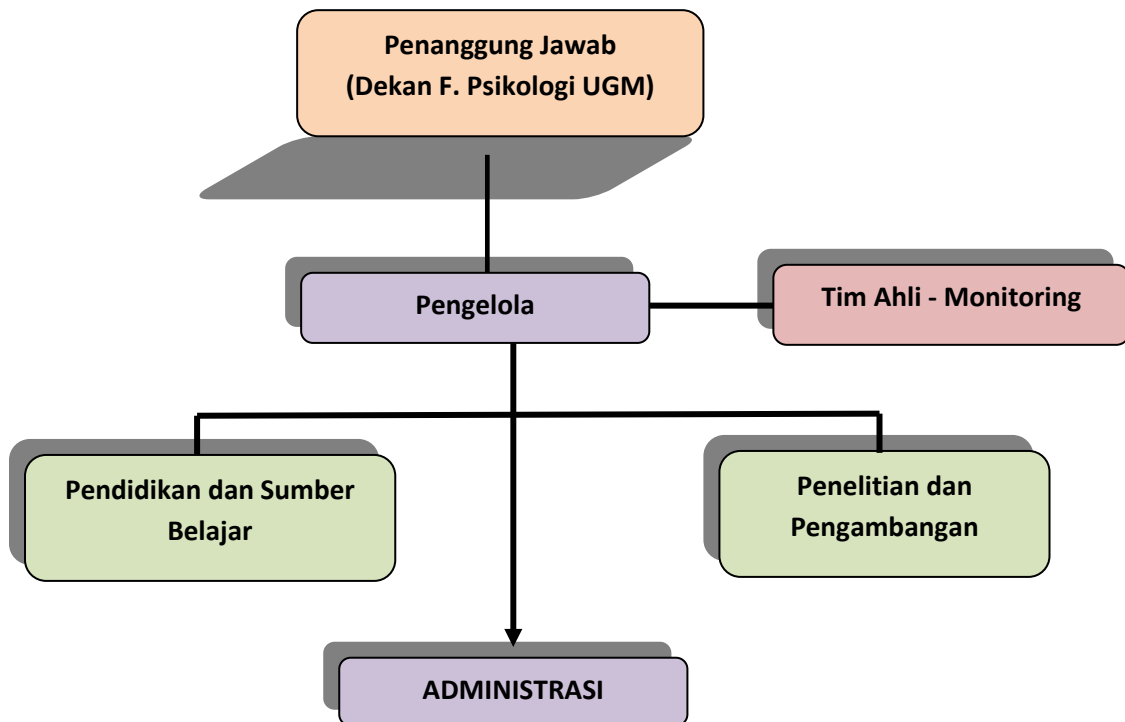 Penanggung Jawab
(Dekan F. Psikologi UGM)
Pengelola
Tim Ahli - Monitoring
Pendidikan dan Sumber
Belajar
Penelitian dan
Pengambangan
ADMINISTRASI